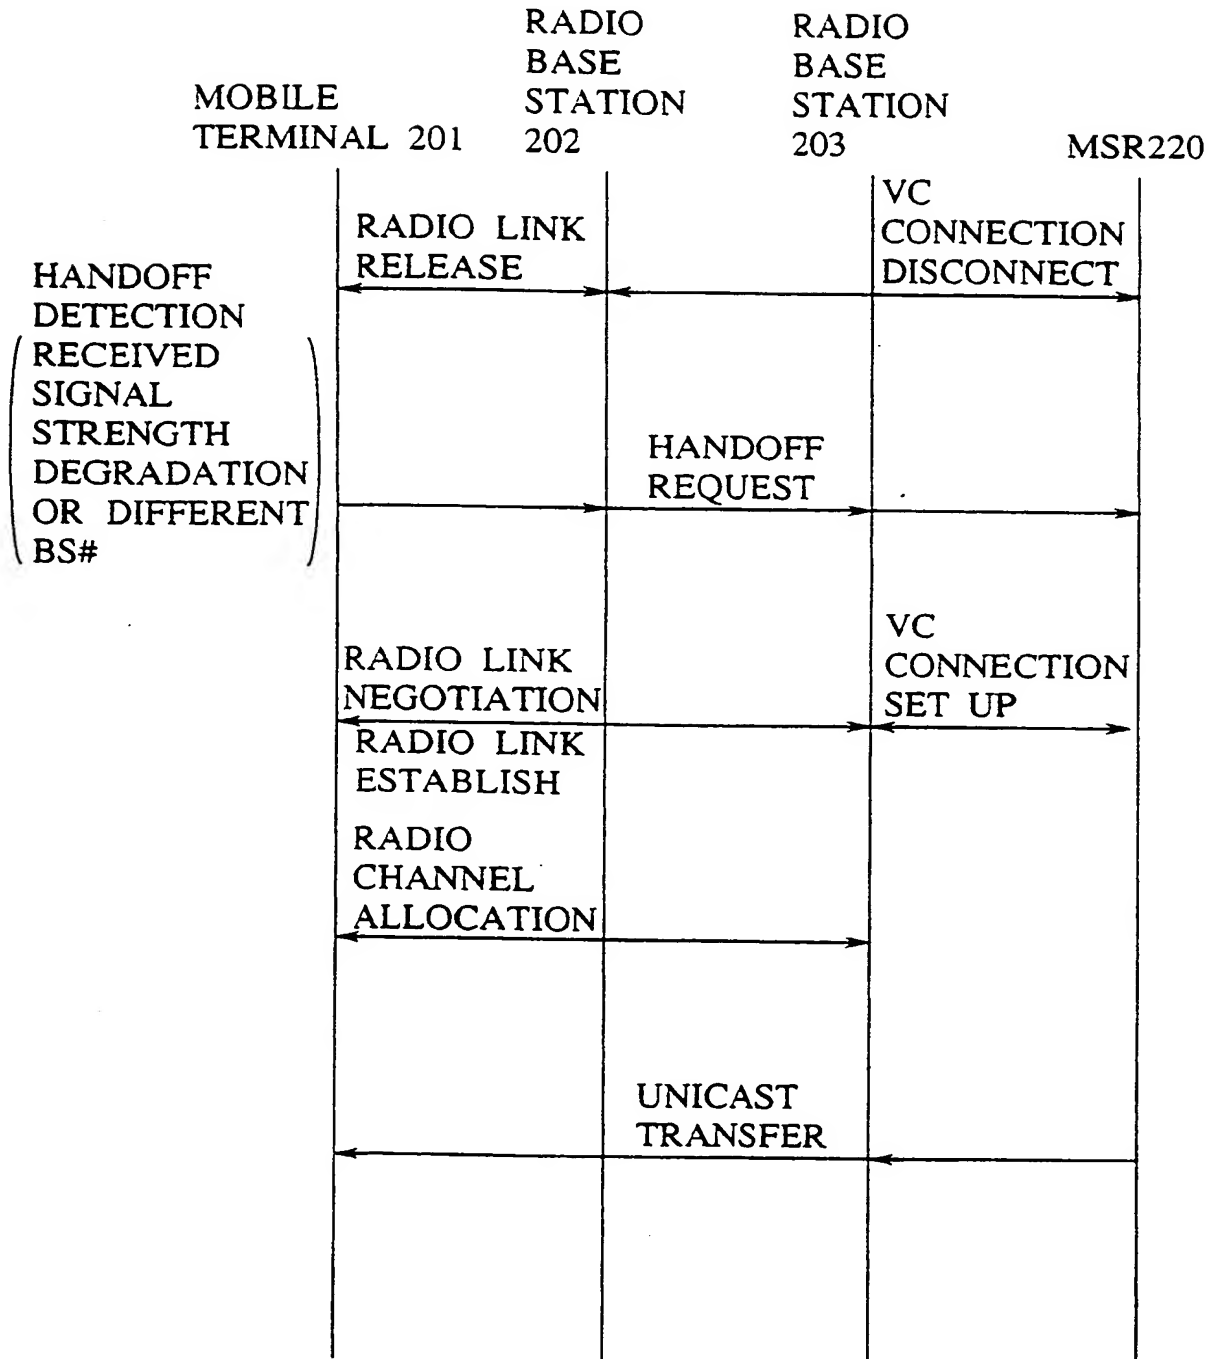 MOBILE
TERMINAL 201
RADIO
BASE
STATION
202
RADIO
BASE
STATION
203
MSR220
RADIO LINK
RELEASE
VC
CONNECTION
DISCONNECT
HANDOFF
DETECTION
RECEIVED
SIGNAL
STRENGTH
DEGRADATION
OR DIFFERENT
BS#
HANDOFF
REQUEST
RADIO LINK
NEGOTIATION
VC
CONNECTION
SET UP
RADIO LINK
ESTABLISH
RADIO
CHANNEL
ALLOCATION
UNICAST
TRANSFER